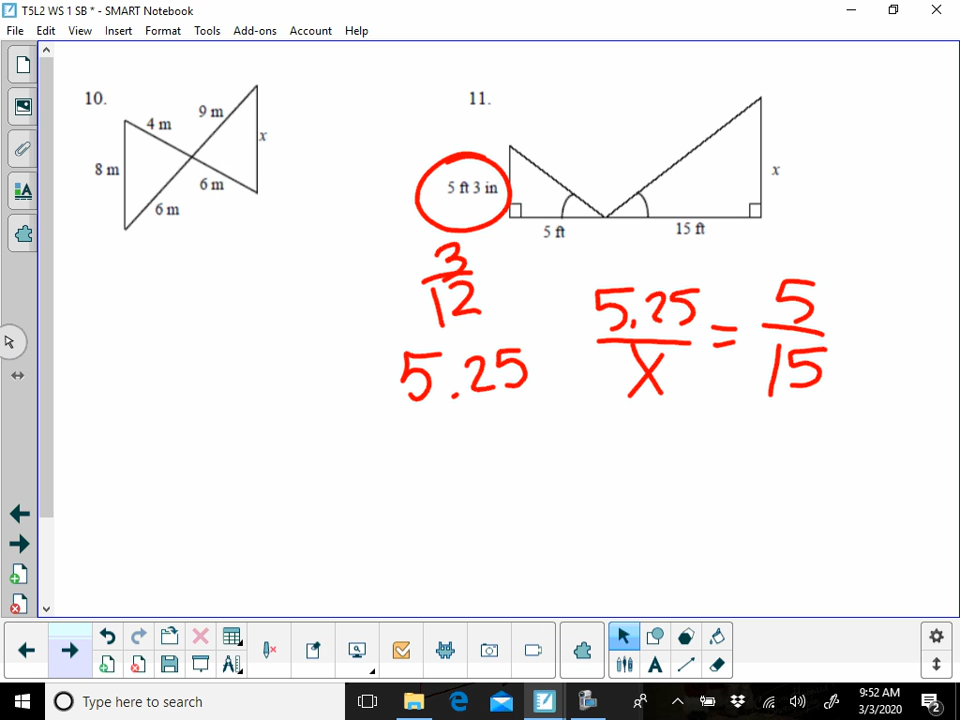 T5L2 WS 1 SB * - SMART Notebook
File Edit View Insert Format Tools Add-ons Account Help
10.
4 m
9 m
x
8 m
6 m
6 m
11.
5 ft 3 in
x
5 ft
15 ft
3
12
5.25
5.25
x
=
5
15
A
Type here to search
9:52 AM
3/3/2020
2